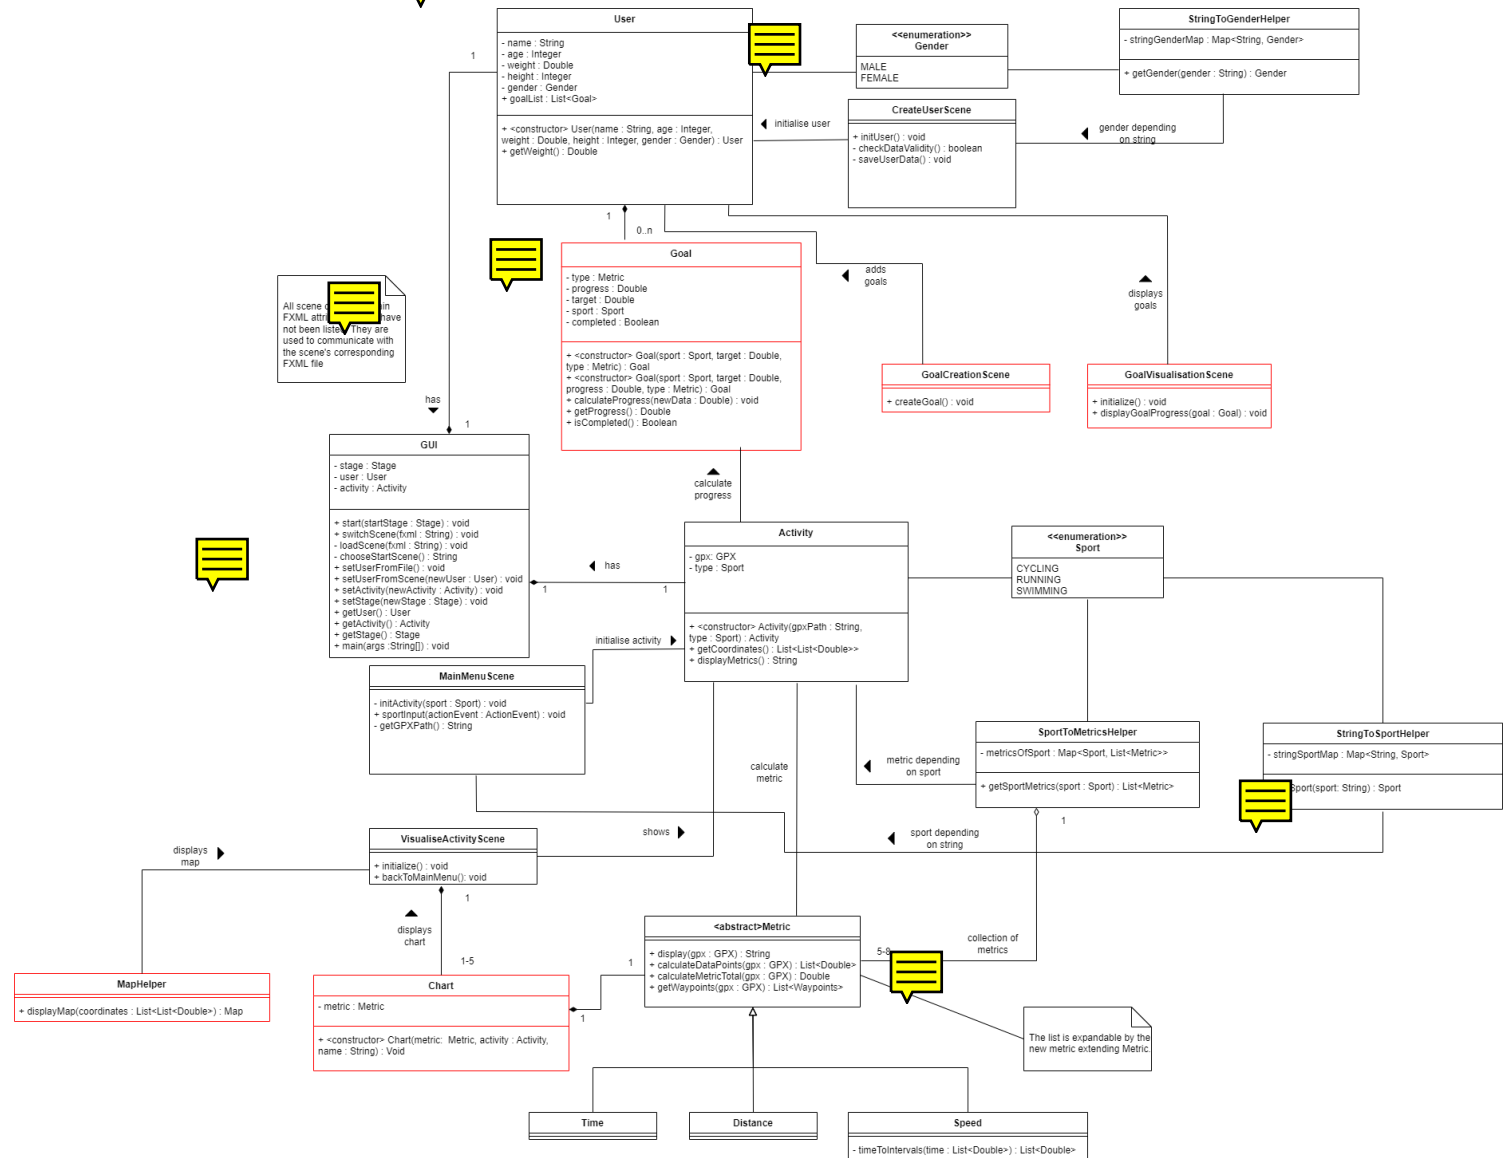 User
- name : String
- age : Integer
- weight : Double
- height : Integer
- gender : Gender
+ goalList : List<Goal>
+ <constructor> User(name : String, age : Integer,
weight : Double, height : Integer, gender : Gender) : User
+ getWeight() : Double
<<enumeration>>
Gender
MALE
FEMALE
StringToGenderHelper
- stringGenderMap : Map<String, Gender>
+ getGender(gender : String) : Gender
CreateUserScene
+ initUser() : void
- checkDataValidity() : boolean
- saveUserData() : void
initialise user
gender depending
on string
1
1
0..n
Goal
- type : Metric
- progress : Double
- target : Double
- sport : Sport
- completed : Boolean
+ <constructor> Goal(sport : Sport, target : Double,
type : Metric) : Goal
+ <constructor> Goal(sport : Sport, target : Double,
progress : Double, type : Metric) : Goal
+ calculateProgress(newData : Double) : void
+ getProgress() : Double
+ isCompleted() : Boolean
adds
goals
displays
goals
All scene
FXML have
not been They are
used to communicate with
the scene's corresponding
FXML file
GoalCreationScene
+ createGoal() : void
GoalVisualisationScene
+ initialize() : void
+ displayGoalProgress(goal : Goal) : void
has
1
GUI
- stage : Stage
- user : User
- activity : Activity
+ start(startStage : Stage) : void
+ switchScene(fxml : String) : void
- loadScene(fxml : String) : void
- chooseStartScene() : String
+ setUserFromFile() : void
+ setUserFromScene(newUser : User) : void
+ setActivity(newActivity : Activity) : void
+ setStage(newStage : Stage) : void
+ getUser() : User
+ getActivity() : Activity
+ getStage() : Stage
+ main(args :String[]) : void
calculate
progress
has
1
1
Activity
- gpx: GPX
- type : Sport
+ <constructor> Activity(gpxPath : String,
type : Sport) : Activity
+ getCoordinates() : List<List<Double>>
+ displayMetrics() : String
<<enumeration>>
Sport
CYCLING
RUNNING
SWIMMING
initialise activity
MainMenuScene
- initActivity(sport : Sport) : void
+ sportInput(actionEvent : ActionEvent) : void
- getGPXPath() : String
SportToMetricsHelper
- metricsOfSport : Map<Sport, List<Metric>>
+ getSportMetrics(sport : Sport) : List<Metric>
StringToSportHelper
- stringSportMap : Map<String, Sport>
Sport(sport: String) : Sport
calculate
metric
metric depending
on sport
1
sport depending
on string
shows
displays
map
VisualiseActivityScene
+ initialize() : void
+ backToMainMenu(): void
1
displays
chart
1-5
<abstract>Metric
+ display(gpx : GPX) : String
+ calculateDataPoints(gpx : GPX) : List<Double>
+ calculateMetricTotal(gpx : GPX) : Double
+ getWaypoints(gpx : GPX) : List<Waypoints>
collection of
metrics
MapHelper
+ displayMap(coordinates : List<List<Double>) : Map
Chart
- metric : Metric
+ <constructor> Chart(metric: Metric, activity : Activity,
name : String) : Void
1
1
The list is expandable by the
new metric extending Metric.
Time
Distance
Speed
- timeToIntervals(time : List<Double>) : List<Double>